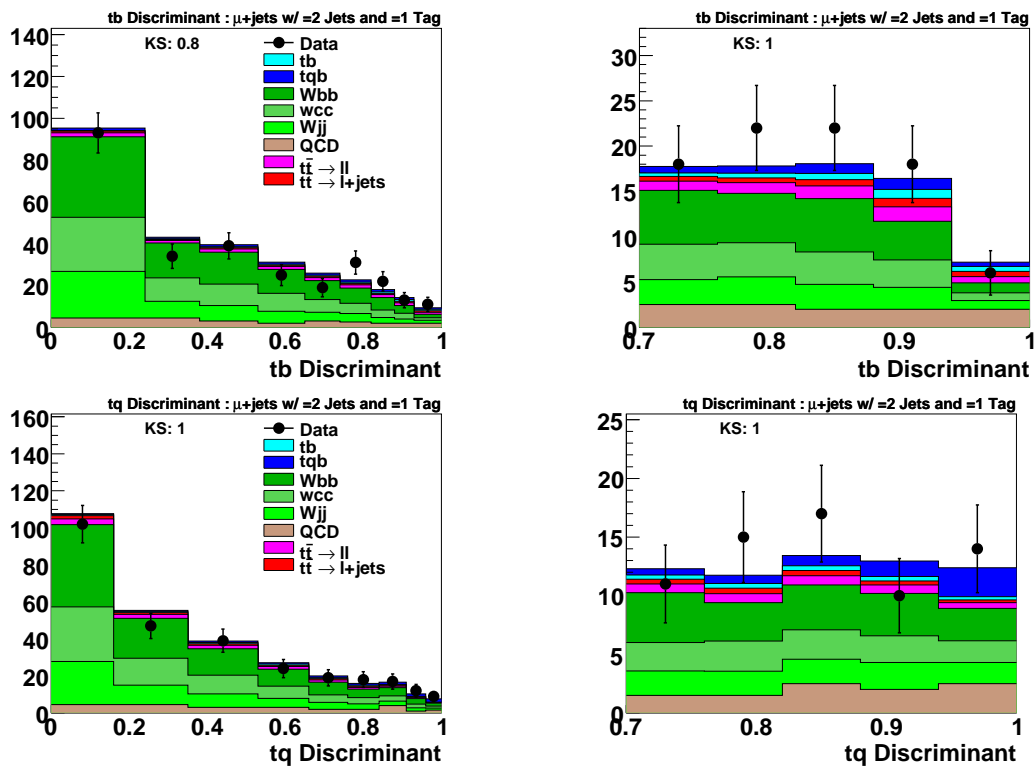 tb Discriminant : μ+jets w/ =2 Jets and =1 Tag
KS: 0.8
Data
tb
tqb
Wbb
wcc
Wjj
QCD
tt̄ → ll
tt → l+jets
140
120
100
80
60
40
20
0
0 0.2 0.4 0.6 0.8 1
tb Discriminant
tb Discriminant : μ+jets w/ =2 Jets and =1 Tag
KS: 1
30
25
20
15
10
5
0
0.7 0.8 0.9 1
tb Discriminant
tq Discriminant : μ+jets w/ =2 Jets and =1 Tag
KS: 1
Data
tb
tqb
Wbb
wcc
Wjj
QCD
tt̄ → ll
tt → l+jets
160
140
120
100
80
60
40
20
0
0 0.2 0.4 0.6 0.8 1
tq Discriminant
tq Discriminant : μ+jets w/ =2 Jets and =1 Tag
KS: 1
25
20
15
10
5
0
0.7 0.8 0.9 1
tq Discriminant